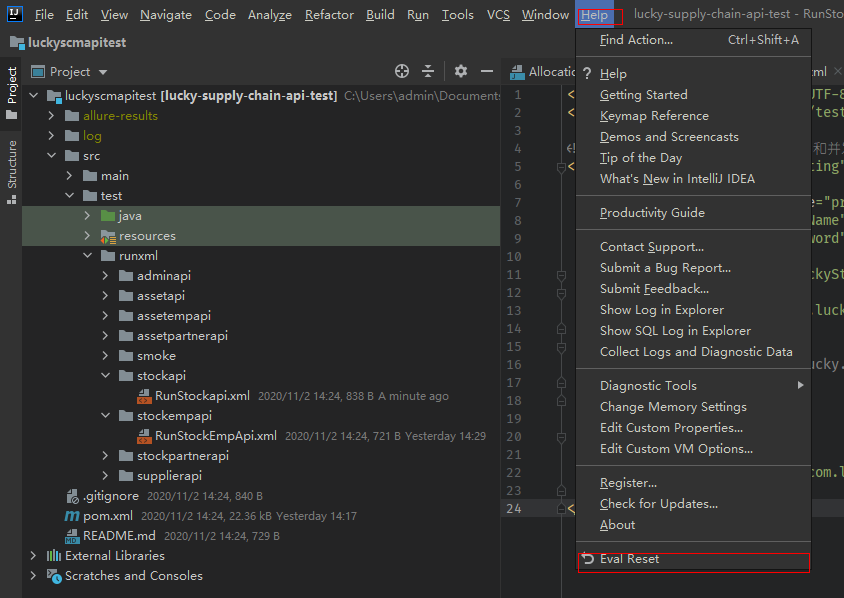 File Edit View Navigate Code Analyze Refactor Build Run Tools VCS Window Help lucky-supply-chain-api-test - RunSto
luckyscmapitest
Project
Allocatio
ml
Project
Structure
luckyscmapitest [lucky-supply-chain-api-test] C:\Users\admin\Documents
allure-results
log
src
main
test
java
resources
runxml
adminapi
assetapi
assetempapi
assetpartnerapi
smoke
stockapi
RunStockapi.xml 2020/11/2 14:24, 838 B A minute ago
stockempapi
RunStockEmpApi.xml 2020/11/2 14:24, 721 B Yesterday 14:29
stockpartnerapi
supplierapi
.gitignore 2020/11/2 14:24, 840 B
pom.xml 2020/11/2 14:24, 22.36 kB Yesterday 14:17
README.md 2020/11/2 14:24, 729 B
External Libraries
Scratches and Consoles
1 < UTF-8
2 < /test
3
4 <!
5 < ting"
6
7 e="pr
8 Name"
9 word"
10
11 ckySt
12
13 .luck
14
15
16 ucky.
17
18
19
20
21
22 com.l
23
24 <
Find Action... Ctrl+Shift+A
? Help
Getting Started
Keymap Reference
Demos and Screencasts
Tip of the Day
What's New in IntelliJ IDEA
Productivity Guide
Contact Support...
Submit a Bug Report...
Submit Feedback...
Show Log in Explorer
Show SQL Log in Explorer
Collect Logs and Diagnostic Data
Diagnostic Tools
Change Memory Settings
Edit Custom Properties...
Edit Custom VM Options...
Register...
Check for Updates...
About
Eval Reset